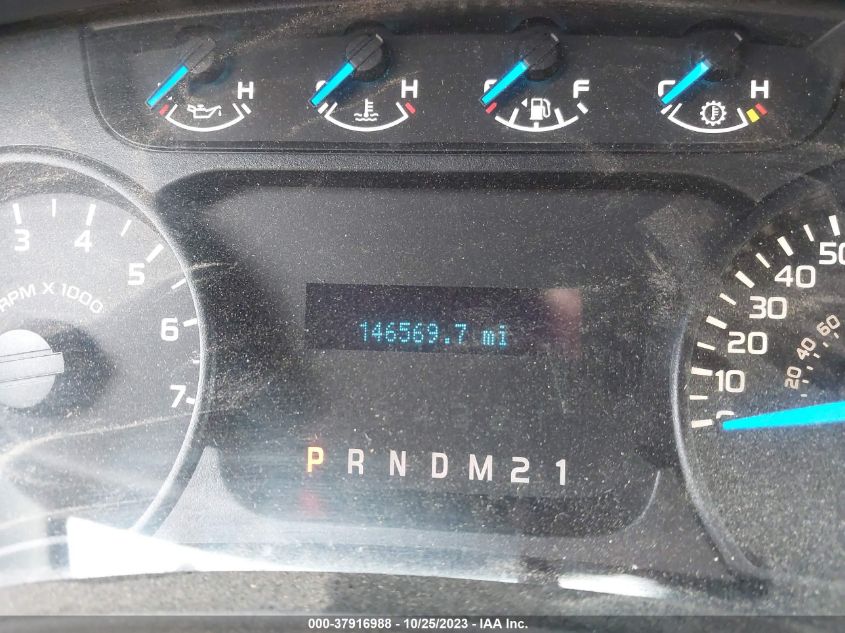 H H F H
3 4 5 6 7
RPM X 1000
146569.7 mi
P R N D M 2 1
50
40
30
20
10
20 40 60
000-37916988 - 10/25/2023 - IAA Inc.